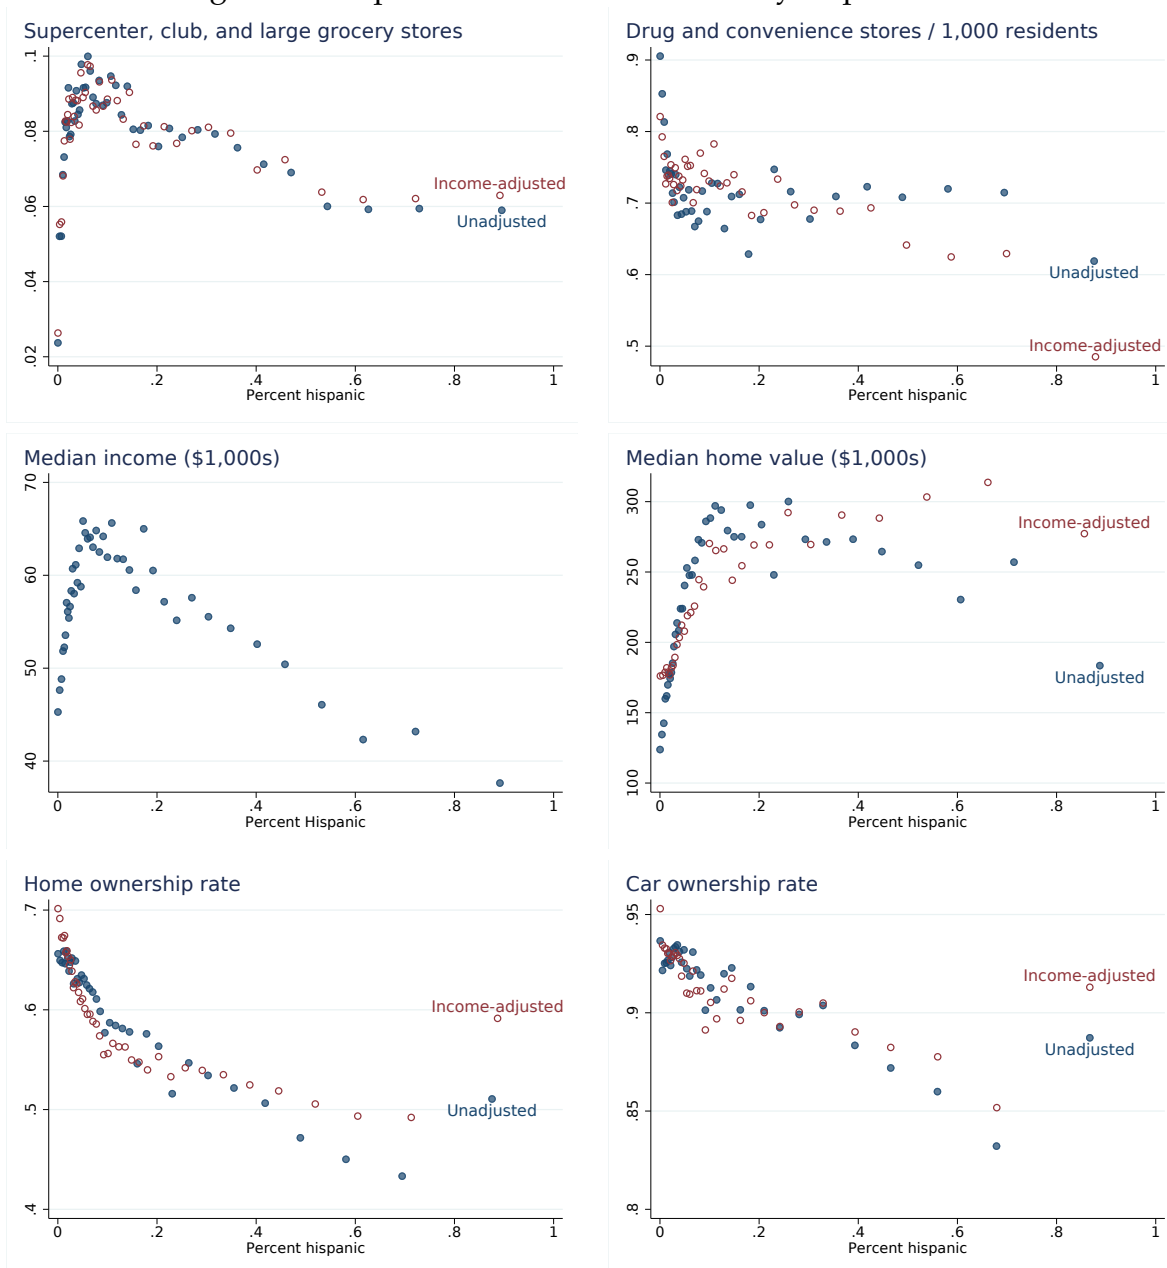 Supercenter, club, and large grocery stores
.1
.08
.06
.04
.02
Income-adjusted
Unadjusted
0 .2 .4 .6 .8 1
Percent hispanic
Drug and convenience stores / 1,000 residents
.9
.8
.7
.6
.5
Unadjusted
Income-adjusted
0 .2 .4 .6 .8 1
Percent hispanic
Median income ($1,000s)
70
60
50
40
0 .2 .4 .6 .8 1
Percent Hispanic
Median home value ($1,000s)
300
250
200
150
100
Income-adjusted
Unadjusted
0 .2 .4 .6 .8 1
Percent hispanic
Home ownership rate
.7
.6
.5
.4
Income-adjusted
Unadjusted
0 .2 .4 .6 .8 1
Percent hispanic
Car ownership rate
.95
.9
.85
.8
Income-adjusted
Unadjusted
0 .2 .4 .6 .8 1
Percent hispanic